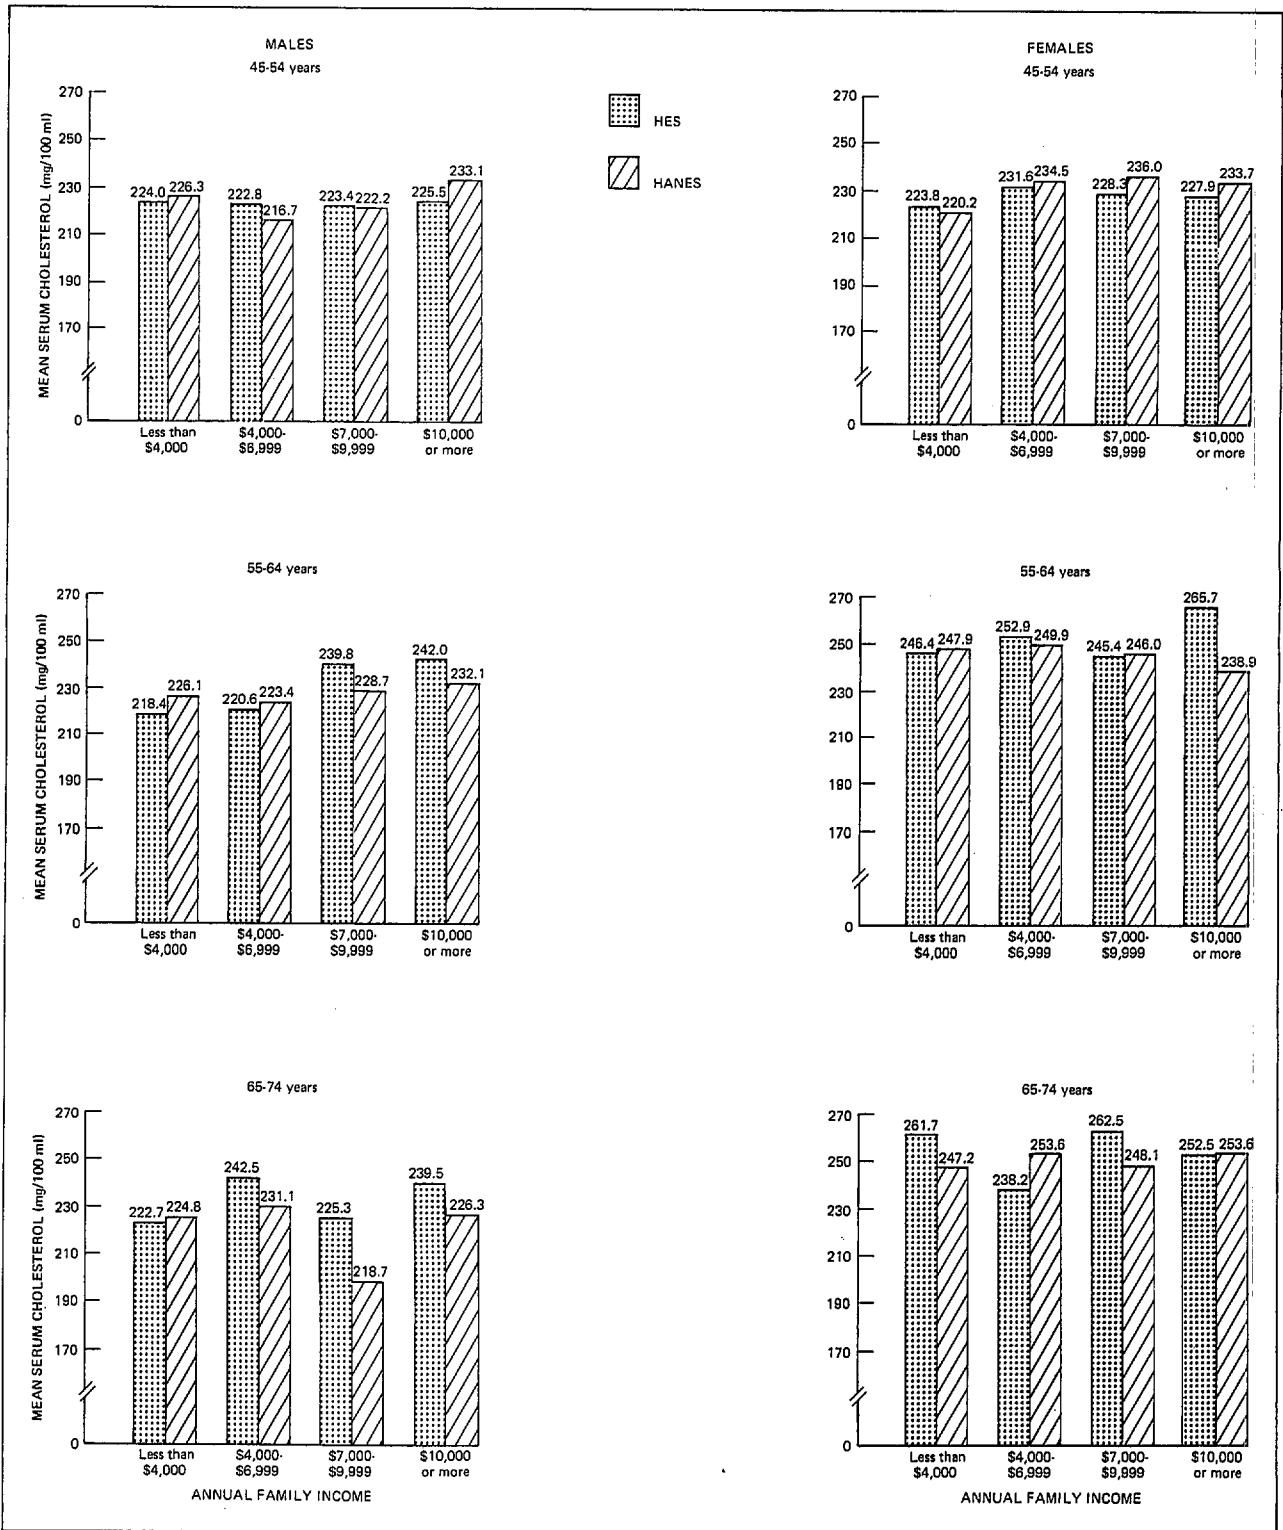 MALES
45-54 years
MEAN SERUM CHOLESTEROL (mg/100 ml)
270
250
230
210
190
170
0
224.0 226.3
222.8 216.7
223.4 222.2
225.5 233.1
Less than $4,000- $7,000- $10,000
$4,000 $6,999 $9,999 or more
HES
HANES
FEMALES
45-54 years
270
250
230
210
190
170
0
223.8 220.2
231.6 234.5
228.3 236.0
227.9 233.7
Less than $4,000- $7,000- $10,000
$4,000 $6,999 $9,999 or more
55-64 years
MEAN SERUM CHOLESTEROL (mg/100 ml)
270
250
230
210
190
170
0
218.4 226.1
220.6 223.4
239.8 228.7
242.0 232.1
Less than $4,000- $7,000- $10,000
$4,000 $6,999 $9,999 or more
55-64 years
270
250
230
210
190
170
0
246.4 247.9
252.9 249.9
245.4 246.0
265.7 238.9
Less than $4,000- $7,000- $10,000
$4,000 $6,999 $9,999 or more
65-74 years
MEAN SERUM CHOLESTEROL (mg/100 ml)
270
250
230
210
190
170
0
222.7 224.8
242.5 231.1
225.3 218.7
239.5 226.3
Less than $4,000- $7,000- $10,000
$4,000 $6,999 $9,999 or more
ANNUAL FAMILY INCOME
65-74 years
270
250
230
210
190
170
0
261.7 247.2
238.2 253.6
262.5 248.1
252.5 253.6
Less than $4,000- $7,000- $10,000
$4,000 $6,999 $9,999 or more
ANNUAL FAMILY INCOME